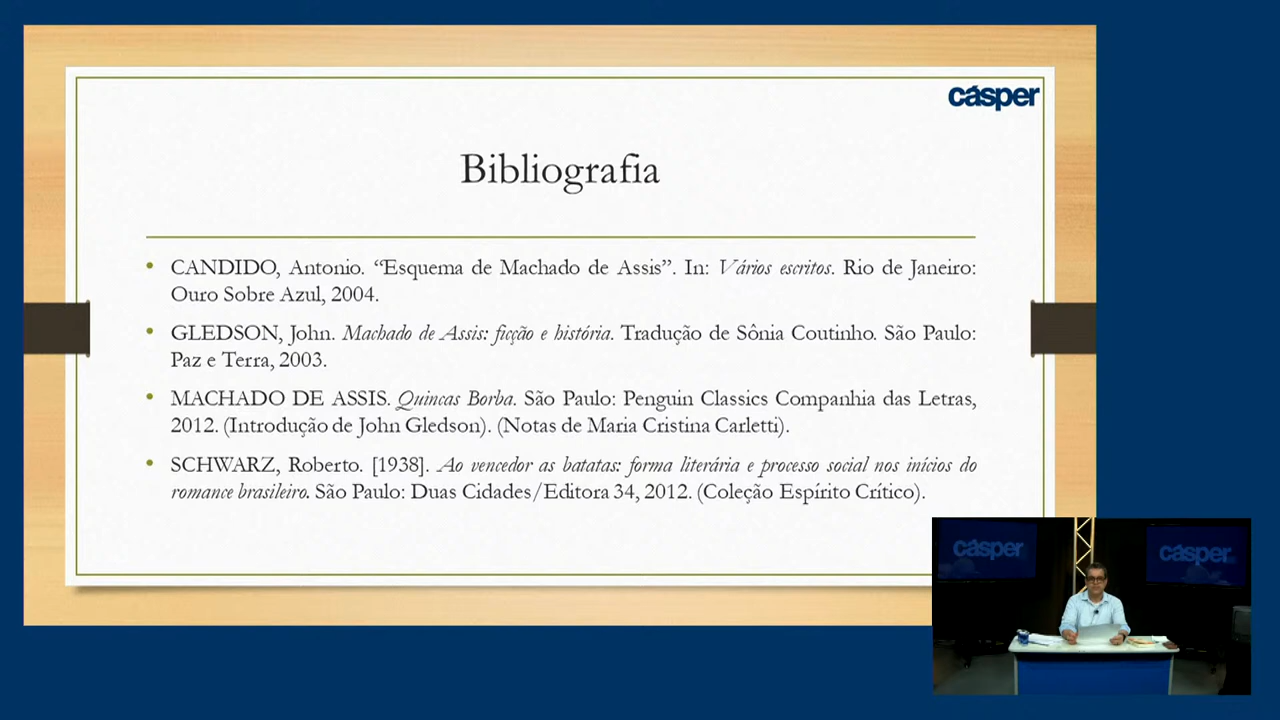 cásper
Bibliografia
• CANDIDO, Antonio. “Esquema de Machado de Assis”. In: Vários escritos. Rio de Janeiro:
Ouro Sobre Azul, 2004.
• GLEDSON, John. Machado de Assis: ficção e história. Tradução de Sônia Coutinho. São Paulo:
Paz e Terra, 2003.
• MACHADO DE ASSIS. Quincas Borba. São Paulo: Penguin Classics Companhia das Letras,
2012. (Introdução de John Gledson). (Notas de Maria Cristina Carletti).
• SCHWARZ, Roberto. [1938]. Ao vencedor as batatas: forma literária e processo social nos inícios do
romance brasileiro. São Paulo: Duas Cidades/Editora 34, 2012. (Coleção Espírito Crítico).
cásper
cásper